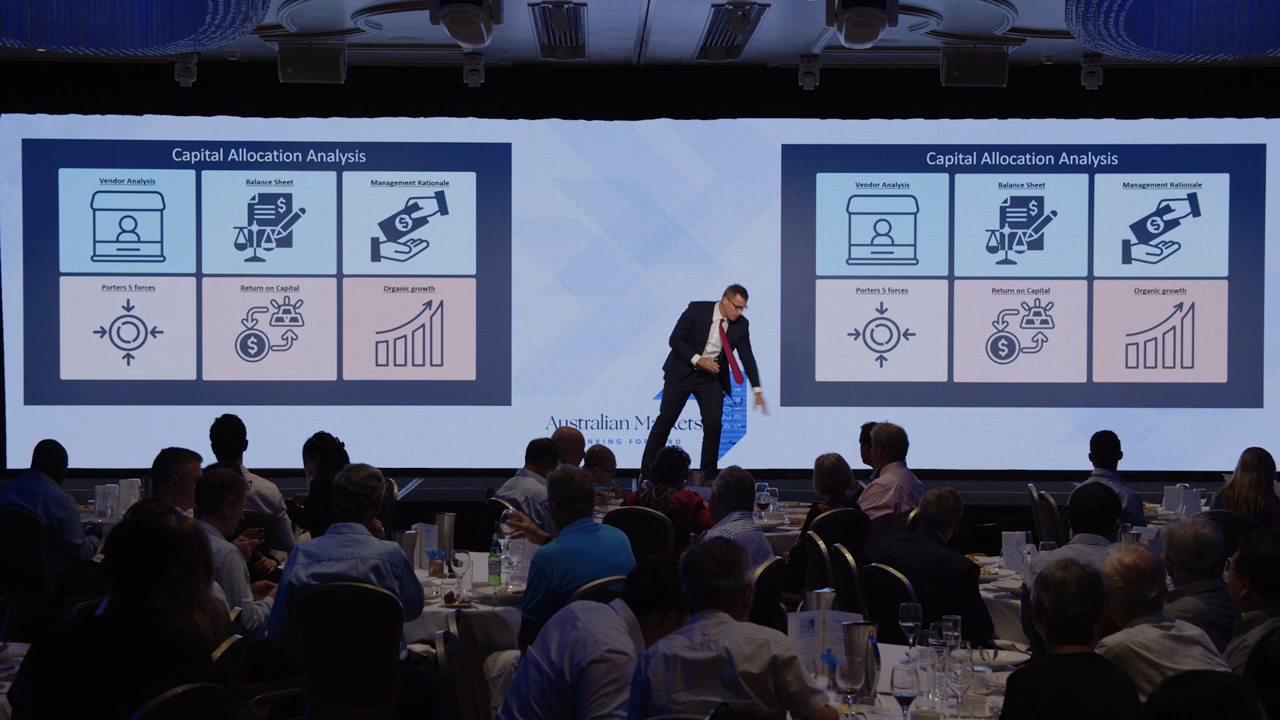 Capital Allocation Analysis
Vendor Analysis
Balance Sheet
Management Rationale
Porters 5 forces
Return on Capital
Organic growth
Capital Allocation Analysis
Vendor Analysis
Balance Sheet
Management Rationale
Porters 5 forces
Return on Capital
Organic growth
Australian Markets